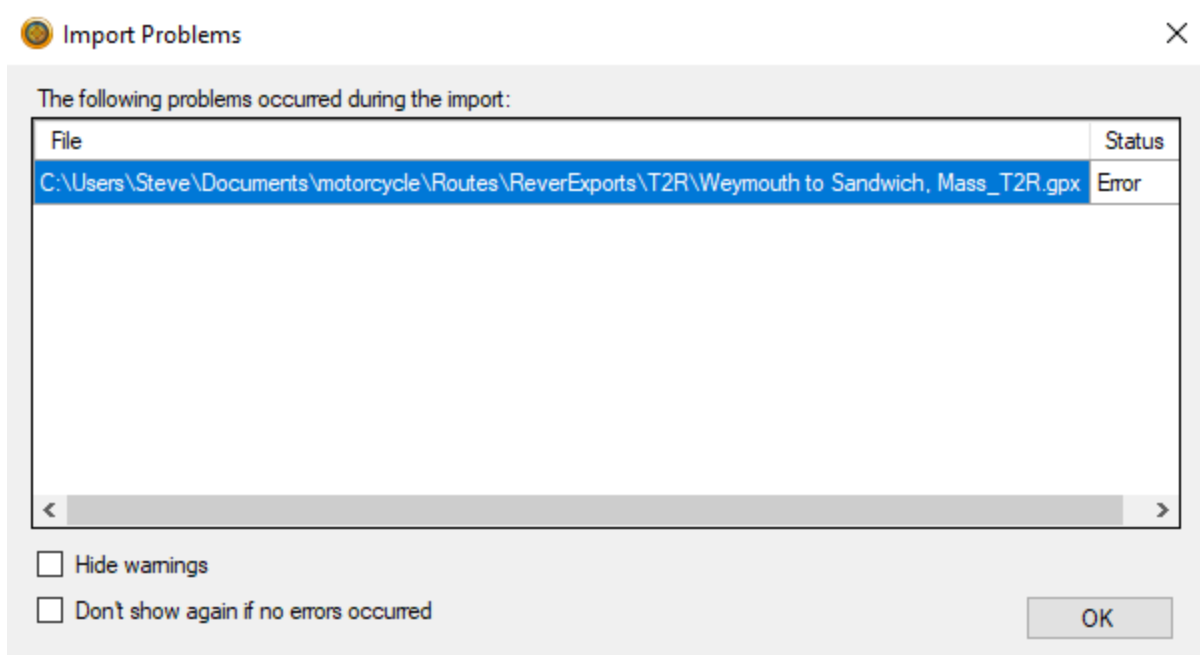 Import Problems
The following problems occurred during the import:
File Status
C:\Users\Steve\Documents\motorcycle\Routes\ReverExports\T2R\Weymouth to Sandwich, Mass_T2R.gpx Error
Hide warnings
Don't show again if no errors occurred
OK